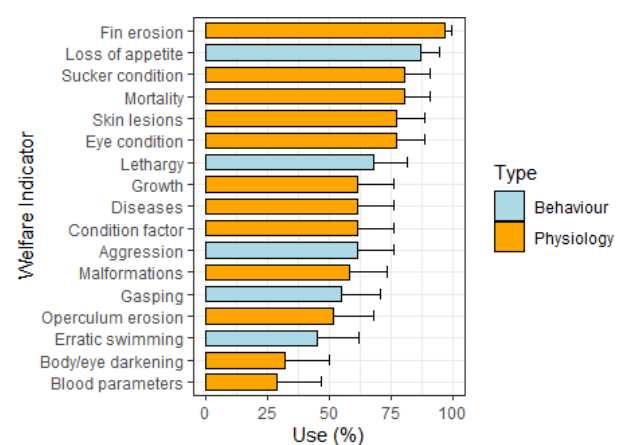 Fin erosion
Loss of appetite
Sucker condition
Mortality
Skin lesions
Eye condition
Lethargy
Growth
Diseases
Condition factor
Aggression
Malformations
Gasping
Operculum erosion
Erratic swimming
Body/eye darkening
Blood parameters
Welfare Indicator
0 25 50 75 100
Use (%)
Type
Behaviour
Physiology